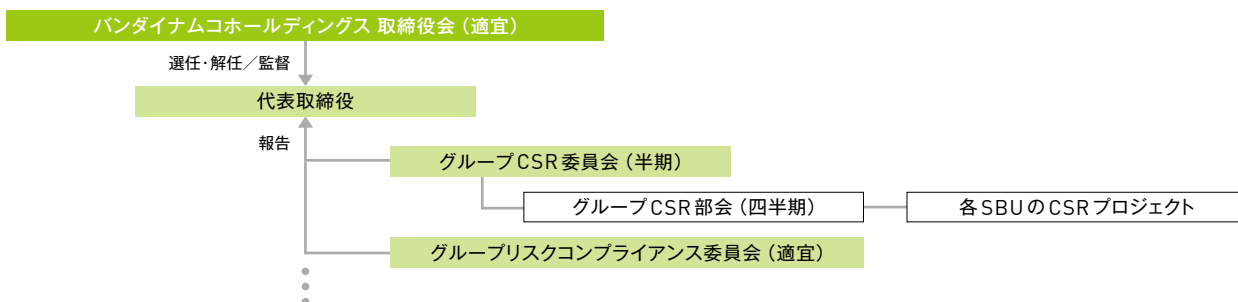 バンダイナムコホールディングス 取締役会（適宜）
選任・解任／監督
代表取締役
報告
グループCSR委員会（半期）
グループCSR部会（四半期）
各SBUのCSRプロジェクト
グループリスクコンプライアンス委員会（適宜）